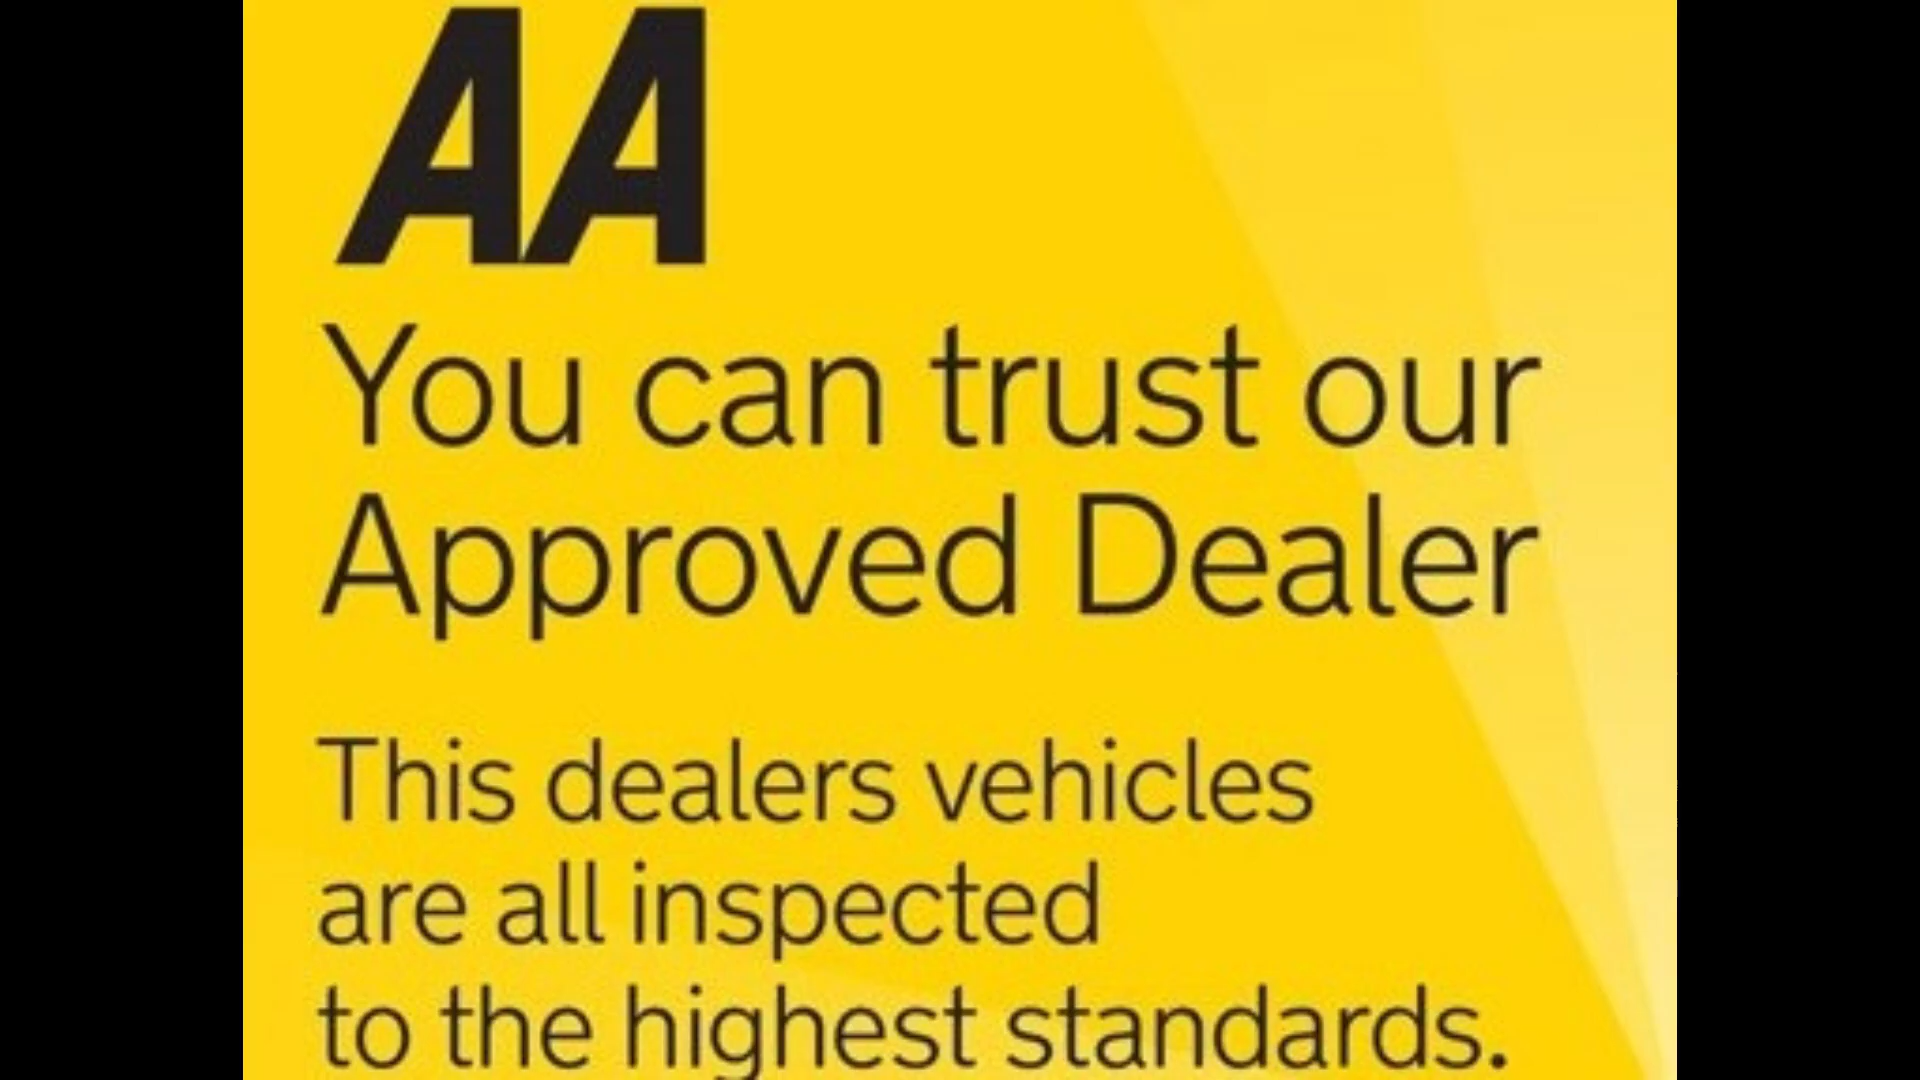 AA
You can trust our
Approved Dealer
This dealers vehicles
are all inspected
to the highest standards.